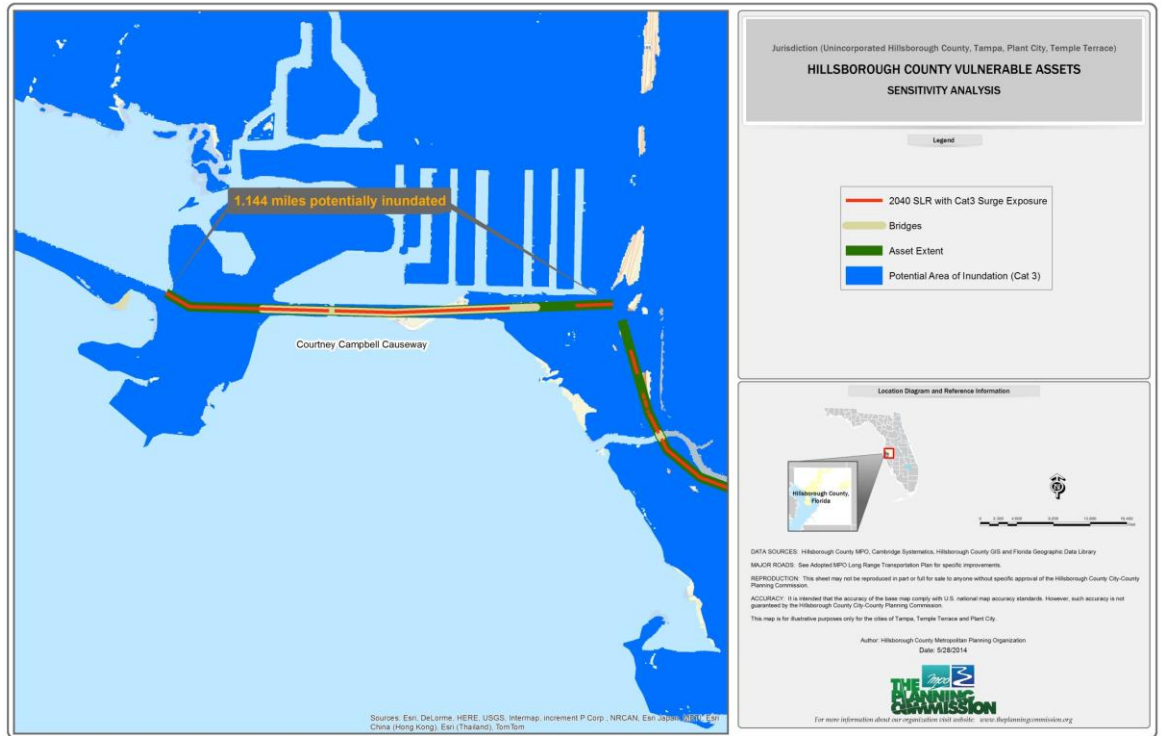 1.144 miles potentially inundated
Courtney Campbell Causeway
Sources: Esri, DeLorme, HERE, USGS, Intermap, increment P Corp., NRCAN, Esri Japan, METI, Esri
China (Hong Kong), Esri (Thailand), TomTom
Jurisdiction (Unincorporated Hillsborough County, Tampa, Plant City, Temple Terrace)
HILLSBOROUGH COUNTY VULNERABLE ASSETS
SENSITIVITY ANALYSIS
Legend
2040 SLR with Cat3 Surge Exposure
Bridges
Asset Extent
Potential Area of Inundation (Cat 3)
Location Diagram and Reference Information
Hillsborough County,
Florida
DATA SOURCES: Hillsborough County MPO, Cambridge Systematics, Hillsborough County GIS and Florida Geographic Data Library
MAJOR ROADS: See Adopted MPO Long Range Transportation Plan for specific improvements.
REPRODUCTION: This sheet may not be reproduced in part or full for sale to anyone without specific approval of the Hillsborough County City-County
Planning Commission.
ACCURACY: It is intended that the accuracy of the base map comply with U.S. national map accuracy standards. However, such accuracy is not
guaranteed by the Hillsborough County City-County Planning Commission.
This map is for illustrative purposes only for the cities of Tampa, Temple Terrace and Plant City.
Author: Hillsborough County Metropolitan Planning Organization
Date: 5/28/2014
mpo
THE
PLANNING
COMMISSION
For more information about our organization visit website: www.theplanningcommission.org